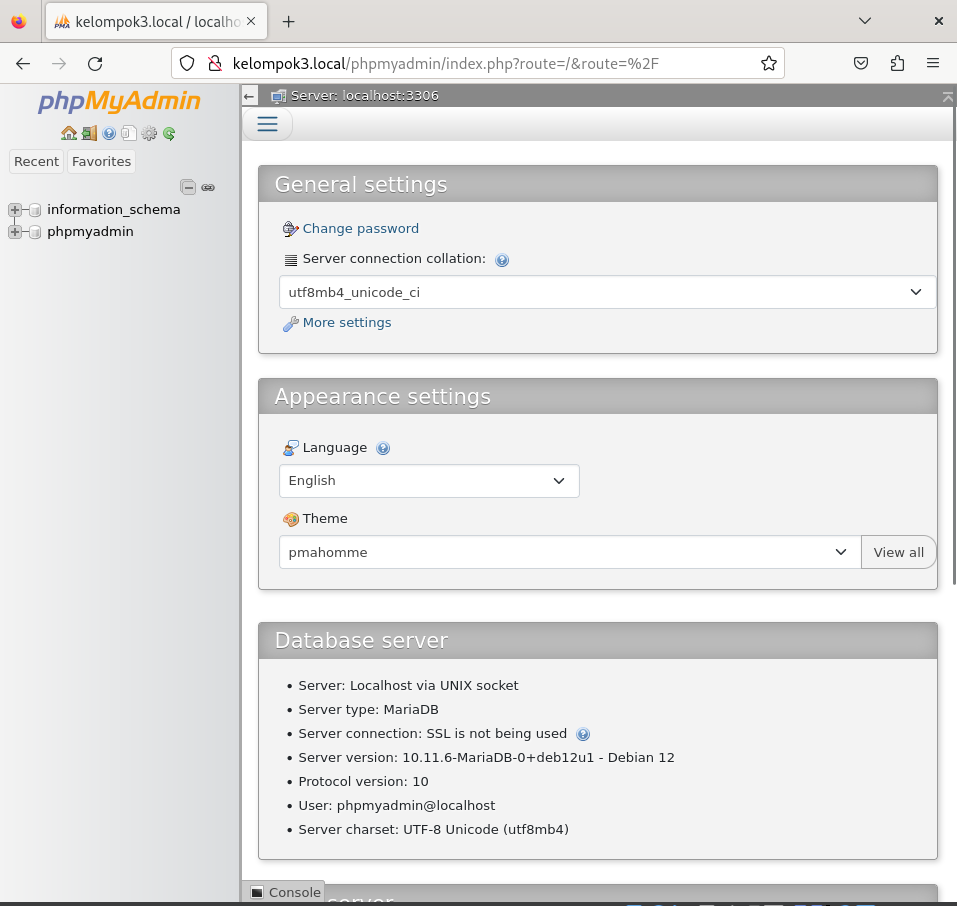 kelempok3.local / localho
kelompok3.local/phpmyadmin/index.php?route=/&route=%2F
phpMyAdmin
Recent
Favorites
information_schema
phpmyadmin
Server: localhost:3306
General settings
Change password
Server connection collation:
utf8mb4_unicode_ci
More settings
Appearance settings
Language
English
Theme
pmahomme
View all
Database server
• Server: Localhost via UNIX socket
• Server type: MariaDB
• Server connection: SSL is not being used
• Server version: 10.11.6-MariaDB-0+deb12u1 - Debian 12
• Protocol version: 10
• User: phpmyadmin@localhost
• Server charset: UTF-8 Unicode (utf8mb4)
Console
server